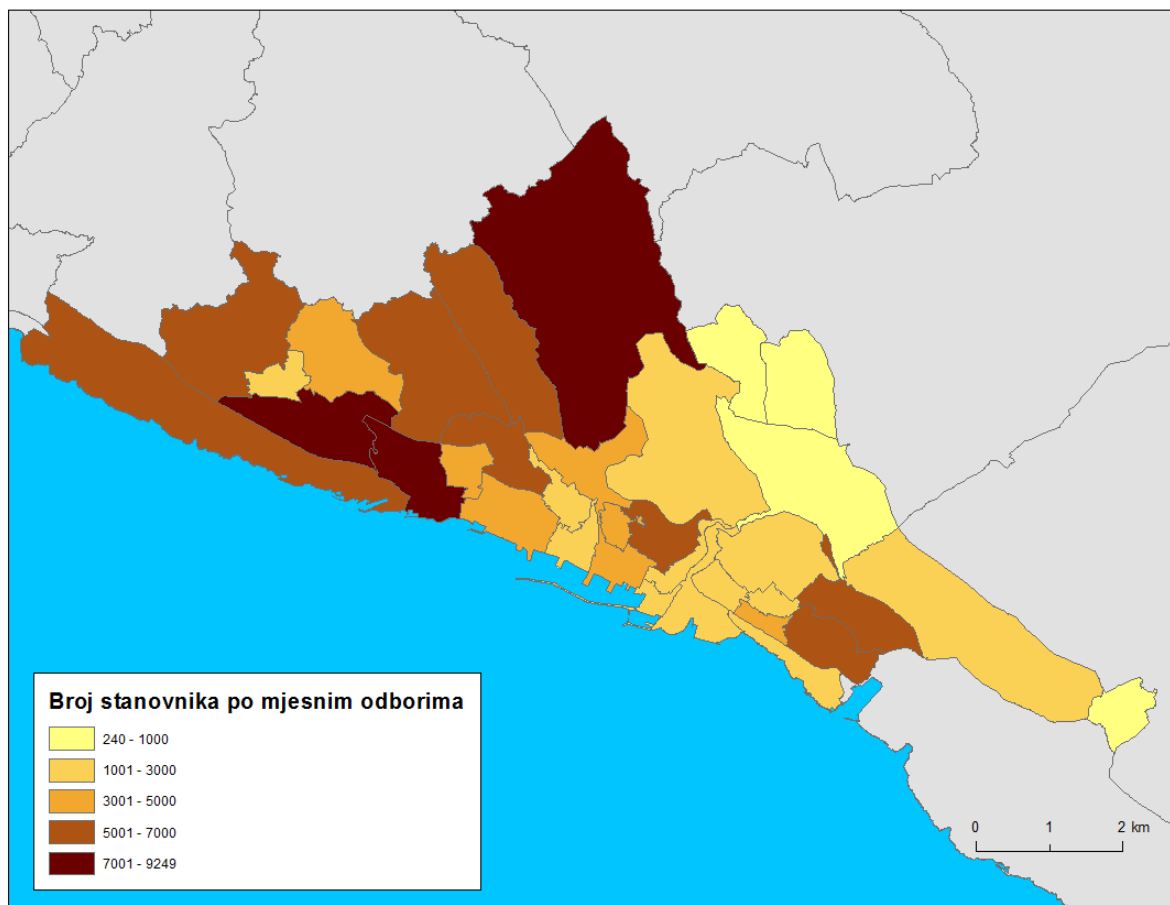 Broj stanovnika po mjesnim odborima
240 - 1000
1001 - 3000
3001 - 5000
5001 - 7000
7001 - 9249
0 1 2 km